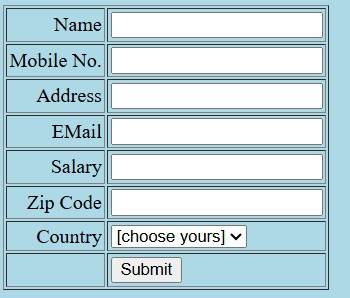 Name
Mobile No.
Address
EMail
Salary
Zip Code
Country [choose yours]
Submit